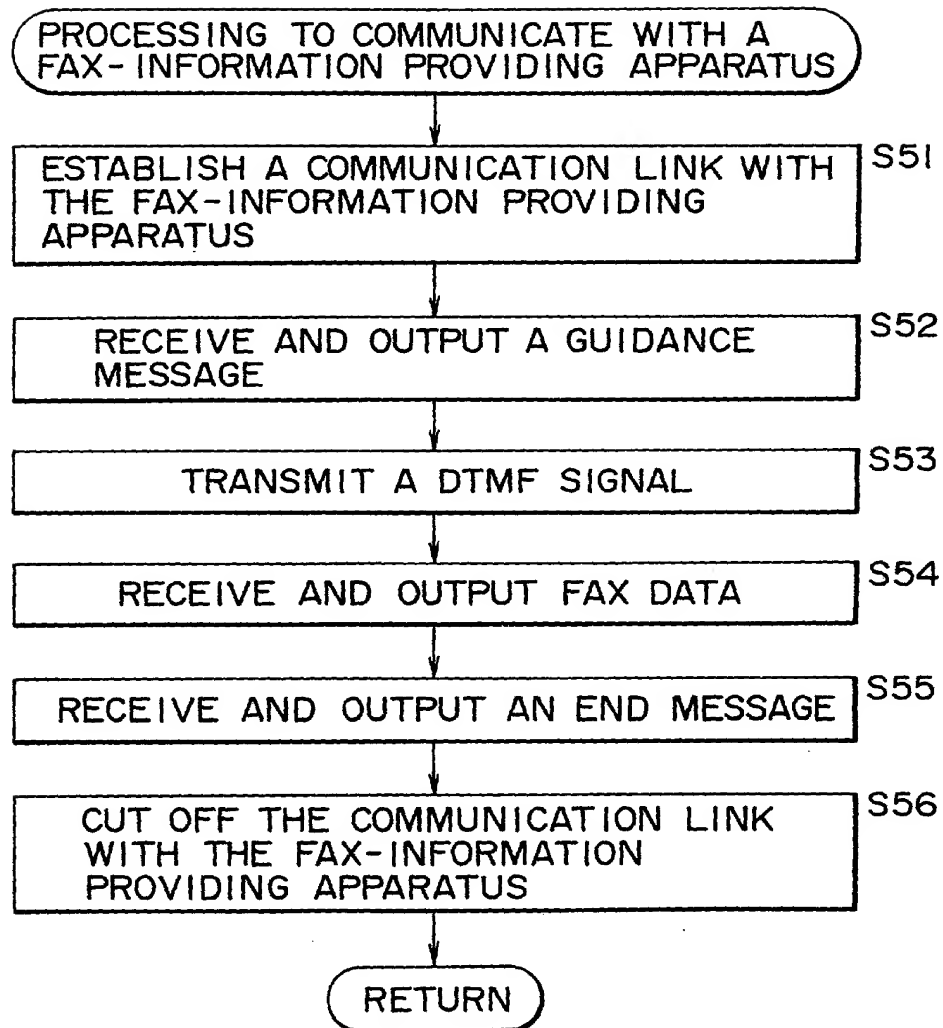 PROCESSING TO COMMUNICATE WITH A
FAX-INFORMATION PROVIDING APPARATUS
ESTABLISH A COMMUNICATION LINK WITH
THE FAX-INFORMATION PROVIDING
APPARATUS
S51
RECEIVE AND OUTPUT A GUIDANCE
MESSAGE
S52
TRANSMIT A DTMF SIGNAL
S53
RECEIVE AND OUTPUT FAX DATA
S54
RECEIVE AND OUTPUT AN END MESSAGE
S55
CUT OFF THE COMMUNICATION LINK
WITH THE FAX-INFORMATION
PROVIDING APPARATUS
S56
RETURN